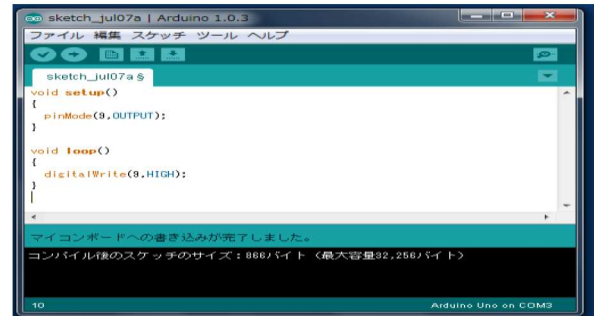 sketch_jul07a | Arduino 1.0.3
ファイル 編集 スケッチ ツール ヘルプ
sketch_jul07a §
void setup()
{
  pinMode(9,OUTPUT);
}

void loop()
{
  digitalWrite(9,HIGH);
}
マイコンボードへの書き込みが完了しました。
コンパイル後のスケッチのサイズ：866バイト（最大容量32,256バイト）
10 Arduino Uno on COM3